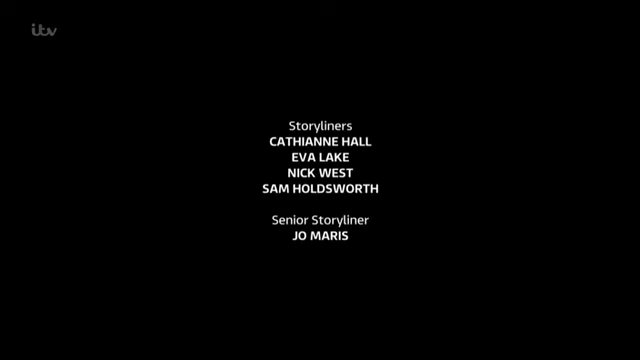 itv
Storyliners
CATHIANNE HALL
EVA LAKE
NICK WEST
SAM HOLDSWORTH
Senior Storyliner
JO MARIS